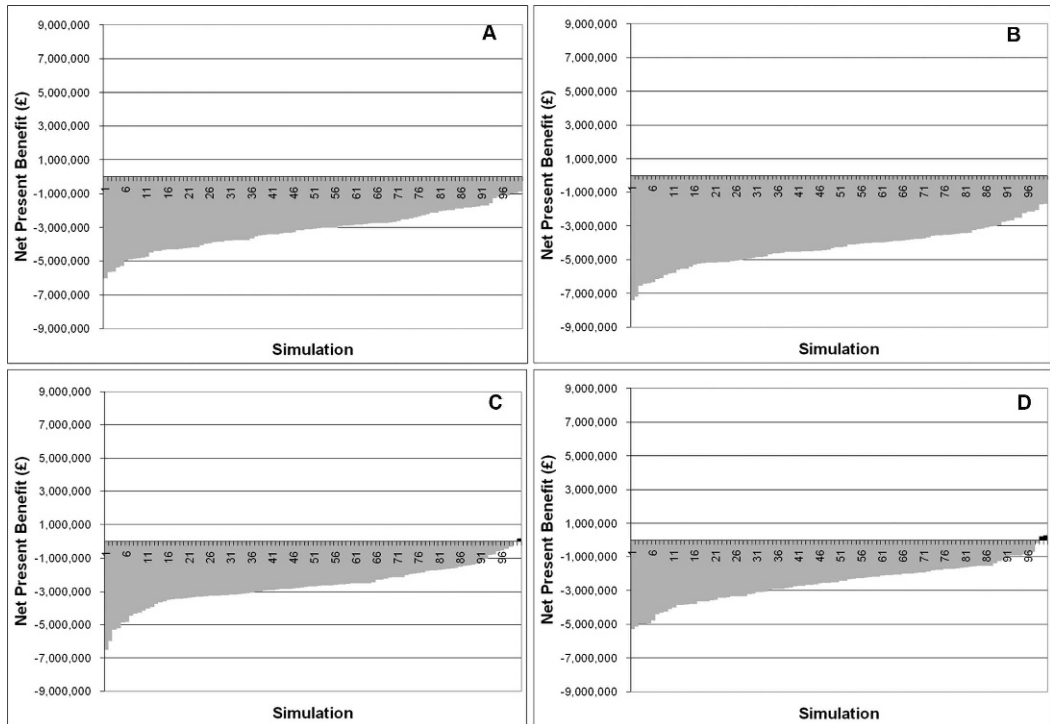 A
Net Present Benefit (£)
9,000,000
7,000,000
5,000,000
3,000,000
1,000,000
-1,000,000
-3,000,000
-5,000,000
-7,000,000
-9,000,000
1 6 11 16 21 26 31 36 41 46 51 56 61 66 71 76 81 86 91 96
Simulation
B
Net Present Benefit (£)
9,000,000
7,000,000
5,000,000
3,000,000
1,000,000
-1,000,000
-3,000,000
-5,000,000
-7,000,000
-9,000,000
1 6 11 16 21 26 31 36 41 46 51 56 61 66 71 76 81 86 91 96
Simulation
C
Net Present Benefit (£)
9,000,000
7,000,000
5,000,000
3,000,000
1,000,000
-1,000,000
-3,000,000
-5,000,000
-7,000,000
-9,000,000
1 6 11 16 21 26 31 36 41 46 51 56 61 66 71 76 81 86 91 96
Simulation
D
Net Present Benefit (£)
9,000,000
7,000,000
5,000,000
3,000,000
1,000,000
-1,000,000
-3,000,000
-5,000,000
-7,000,000
-9,000,000
1 6 11 16 21 26 31 36 41 46 51 56 61 66 71 76 81 86 91 96
Simulation